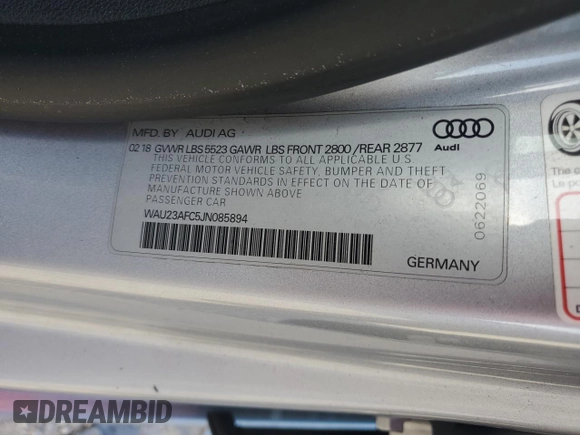 MFD. BY AUDI AG
02 18 GVWR LBS 5523 GAWR LBS FRONT 2800 /REAR 2877
THIS VEHICLE CONFORMS TO ALL APPLICABLE U.S
FEDERAL MOTOR VEHICLE SAFETY, BUMPER AND THEFT
PREVENTION STANDARDS IN EFFECT ON THE DATE OF
MANUFACTURE SHOWN ABOVE
PASSENGER CAR
WAU23AFC5JN085894
Audi
0622069
GERMANY
The
Le
DREAMBID